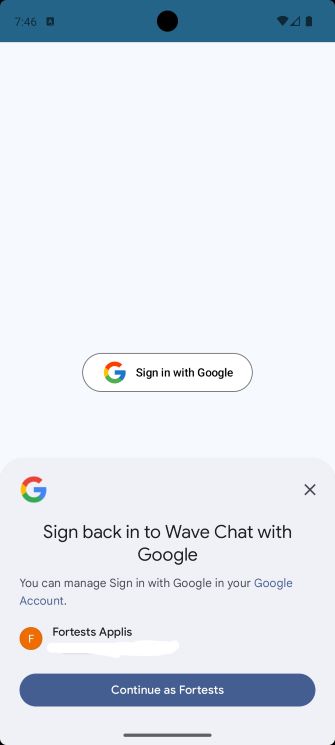 7:46
Sign in with Google
Sign back in to Wave Chat with
Google
You can manage Sign in with Google in your Google
Account.
F
Fortests Applis
Continue as Fortests